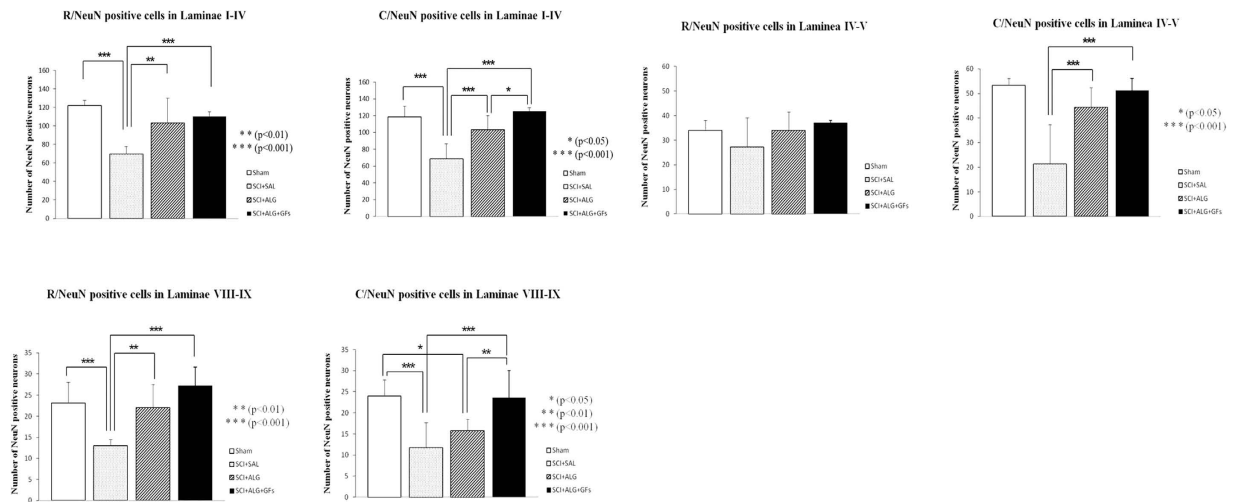 R/NeuN positive cells in Laminae I-IV
Number of NeuN positive neurons
160
140
120
100
80
60
40
20
0
***
***
**
** (p<0.01)
*** (p<0.001)
Sham
SCI+SAL
SCI+ALG
SCI+ALG+GFs
C/NeuN positive cells in Laminae I-IV
Number of NeuN positive neurons
160
140
120
100
80
60
40
20
0
***
***
***
*
* (p<0.05)
*** (p<0.001)
Sham
SCI+SAL
SCI+ALG
SCI+ALG+GFs
R/NeuN positive cells in Laminea IV-V
Number of NeuN positive neurons
60
50
40
30
20
10
0
Sham
SCI+SAL
SCI+ALG
SCI+ALG+GFs
C/NeuN positive cells in Laminea IV-V
Number of NeuN positive neurons
60
50
40
30
20
10
0
***
***
* (p<0.05)
*** (p<0.001)
Sham
SCI+SAL
SCI+ALG
SCI+ALG+GFs
R/NeuN positive cells in Laminae VIII-IX
Number of NeuN positive neurons
35
30
25
20
15
10
5
0
***
***
**
** (p<0.01)
*** (p<0.001)
Sham
SCI+SAL
SCI+ALG
SCI+ALG+GFs
C/NeuN positive cells in Laminae VIII-IX
Number of NeuN positive neurons
35
30
25
20
15
10
5
0
***
*
***
**
* (p<0.05)
** (p<0.01)
*** (p<0.001)
Sham
SCI+SAL
SCI+ALG
SCI+ALG+GFs